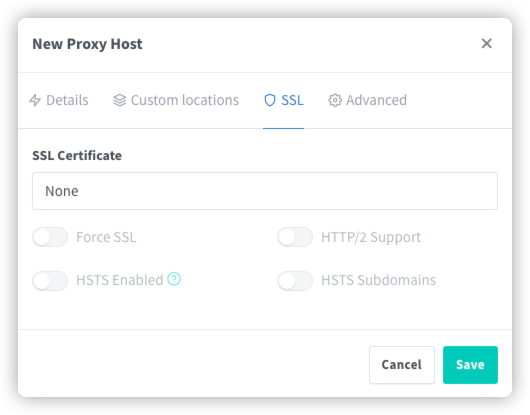 New Proxy Host
Details Custom locations SSL Advanced
SSL Certificate
None
Force SSL HTTP/2 Support
HSTS Enabled HSTS Subdomains
Cancel Save